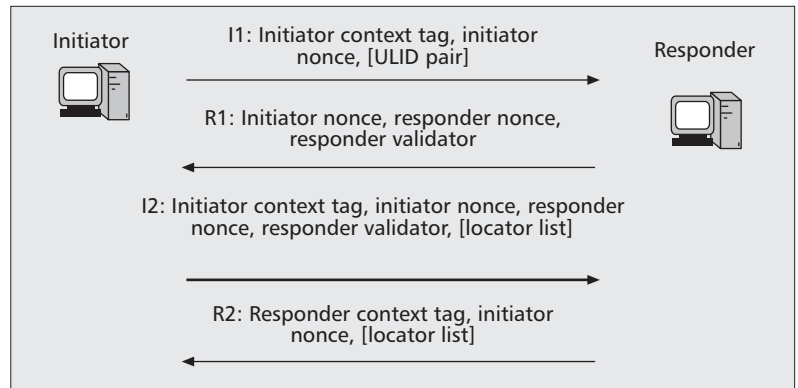 Initiator
I1: Initiator context tag, initiator
nonce, [ULID pair]
Responder
R1: Initiator nonce, responder nonce,
responder validator
I2: Initiator context tag, initiator nonce, responder
nonce, responder validator, [locator list]
R2: Responder context tag, initiator
nonce, [locator list]